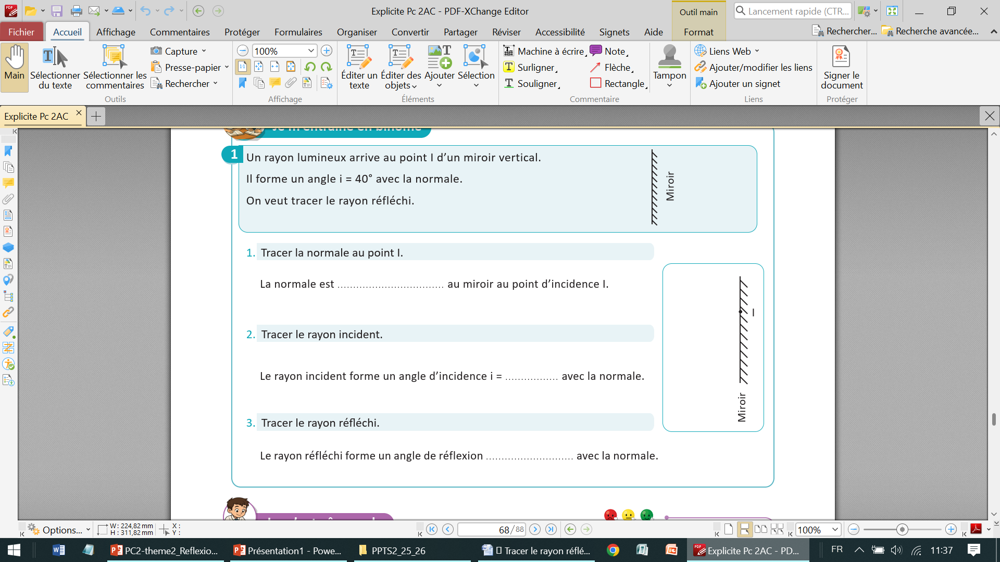 Explicite Pc 2AC - PDF-XChange Editor
Outil main
Lancement rapide (CTR...
Fichier
Accueil
Affichage
Commentaires
Protéger
Formulaires
Organiser
Convertir
Partager
Réviser
Accessibilité
Signets
Aide
Format
Rechercher...
Recherche avancée...
Main
Sélectionner du texte
Sélectionner les commentaires
Capture
Presse-papier
Rechercher
Outils
100%
Affichage
Éditer un texte
Éditer des objets
Ajouter
Sélection
Éléments
Machine à écrire
Surligner
Souligner
Note
Flèche
Rectangle
Commentaire
Tampon
Liens Web
Ajouter/modifier les liens
Ajouter un signet
Liens
Signer le document
Protéger
Explicite Pc 2AC
Je m'entraîne en binôme
1
Un rayon lumineux arrive au point I d’un miroir vertical.
Il forme un angle i = 40° avec la normale.
On veut tracer le rayon réfléchi.
Miroir
1. Tracer la normale au point I.
La normale est .................................. au miroir au point d’incidence I.
2. Tracer le rayon incident.
Le rayon incident forme un angle d’incidence i = ................. avec la normale.
3. Tracer le rayon réfléchi.
Le rayon réfléchi forme un angle de réflexion ............................ avec la normale.
I
Miroir
Options...
W : 224,82 mm
H : 311,82 mm
X :
Y :
68 / 88
100%
PC2-theme2_Reflexio...
Présentation1 - Powe...
PPTS2_25_26
Tracer le rayon réflé...
Explicite Pc 2AC - PD...
FR
11:37